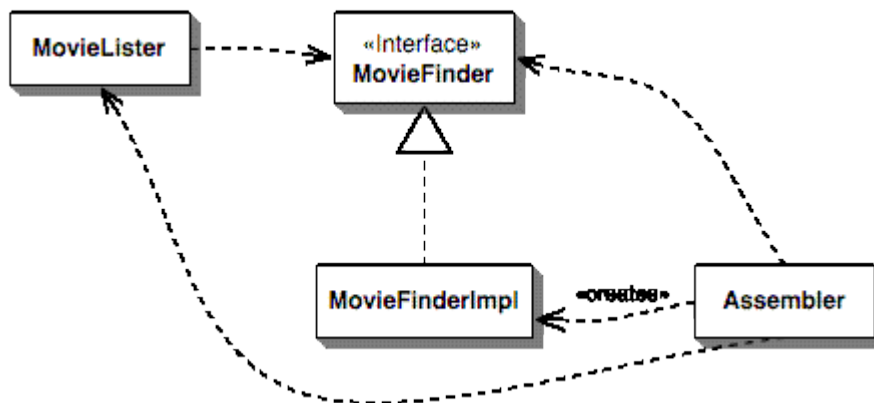 MovieLister
«Interface»
MovieFinder
MovieFinderImpl
«creates»
Assembler